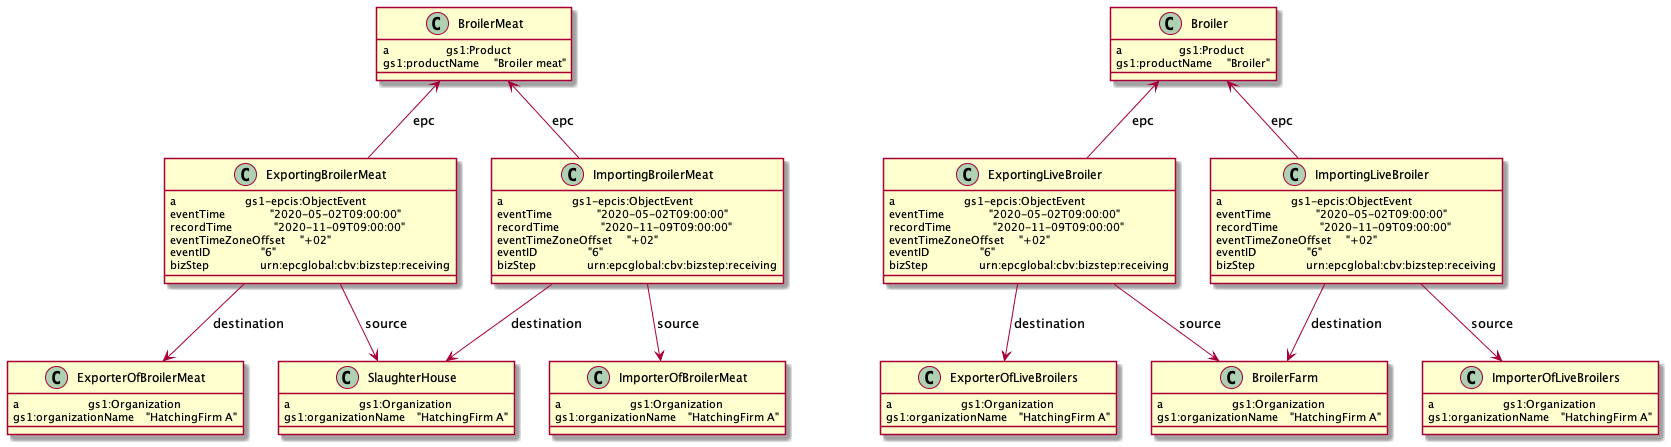 C BroilerMeat
a gs1:Product
gs1:productName "Broiler meat"
C Broiler
a gs1:Product
gs1:productName "Broiler"
epc
epc
epc
epc
C ExportingBroilerMeat
a gs1-epcis:ObjectEvent
eventTime "2020-05-02T09:00:00"
recordTime "2020-11-09T09:00:00"
eventTimeZoneOffset "+02"
eventID "6"
bizStep urn:epcglobal:cbv:bizstep:receiving
C ImportingBroilerMeat
a gs1-epcis:ObjectEvent
eventTime "2020-05-02T09:00:00"
recordTime "2020-11-09T09:00:00"
eventTimeZoneOffset "+02"
eventID "6"
bizStep urn:epcglobal:cbv:bizstep:receiving
C ExportingLiveBroiler
a gs1-epcis:ObjectEvent
eventTime "2020-05-02T09:00:00"
recordTime "2020-11-09T09:00:00"
eventTimeZoneOffset "+02"
eventID "6"
bizStep urn:epcglobal:cbv:bizstep:receiving
C ImportingLiveBroiler
a gs1-epcis:ObjectEvent
eventTime "2020-05-02T09:00:00"
recordTime "2020-11-09T09:00:00"
eventTimeZoneOffset "+02"
eventID "6"
bizStep urn:epcglobal:cbv:bizstep:receiving
destination
source
destination
source
destination
source
destination
source
C ExporterOfBroilerMeat
a gs1:Organization
gs1:organizationName "HatchingFirm A"
C SlaughterHouse
a gs1:Organization
gs1:organizationName "HatchingFirm A"
C ImporterOfBroilerMeat
a gs1:Organization
gs1:organizationName "HatchingFirm A"
C ExporterOfLiveBroilers
a gs1:Organization
gs1:organizationName "HatchingFirm A"
C BroilerFarm
a gs1:Organization
gs1:organizationName "HatchingFirm A"
C ImporterOfLiveBroilers
a gs1:Organization
gs1:organizationName "HatchingFirm A"